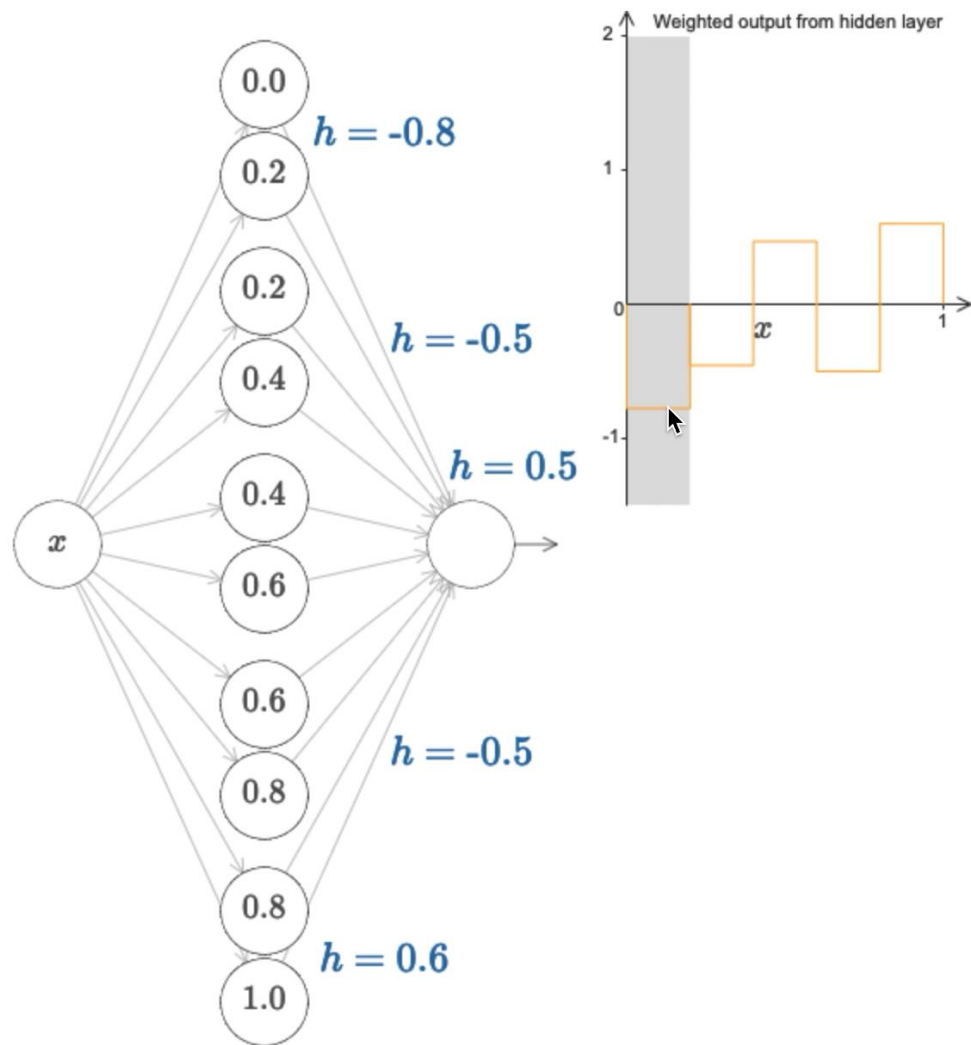 0.0
h = -0.8
0.2
0.2
h = -0.5
0.4
h = 0.5
0.4
x
0.6
0.6
h = -0.5
0.8
0.8
h = 0.6
1.0
Weighted output from hidden layer
2
1
0
x
1
-1